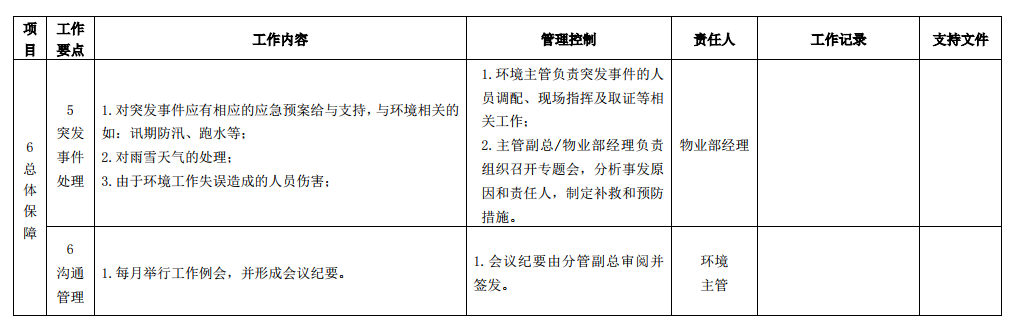 项目
工作要点
工作内容
管理控制
责任人
工作记录
支持文件
6
总体保障
5
突发事件处理
1.对突发事件应有相应的应急预案给与支持，与环境相关的
如：讯期防汛、跑水等；
2.对雨雪天气的处理；
3.由于环境工作失误造成的人员伤害；
1.环境主管负责突发事件的人
员调配、现场指挥及取证等相
关工作；
2.主管副总/物业部经理负责
组织召开专题会，分析事发原
因和责任人，制定补救和预防
措施。
物业部经理
6
沟通管理
1.每月举行工作例会，并形成会议纪要。
1.会议纪要由分管副总审阅并
签发。
环境
主管